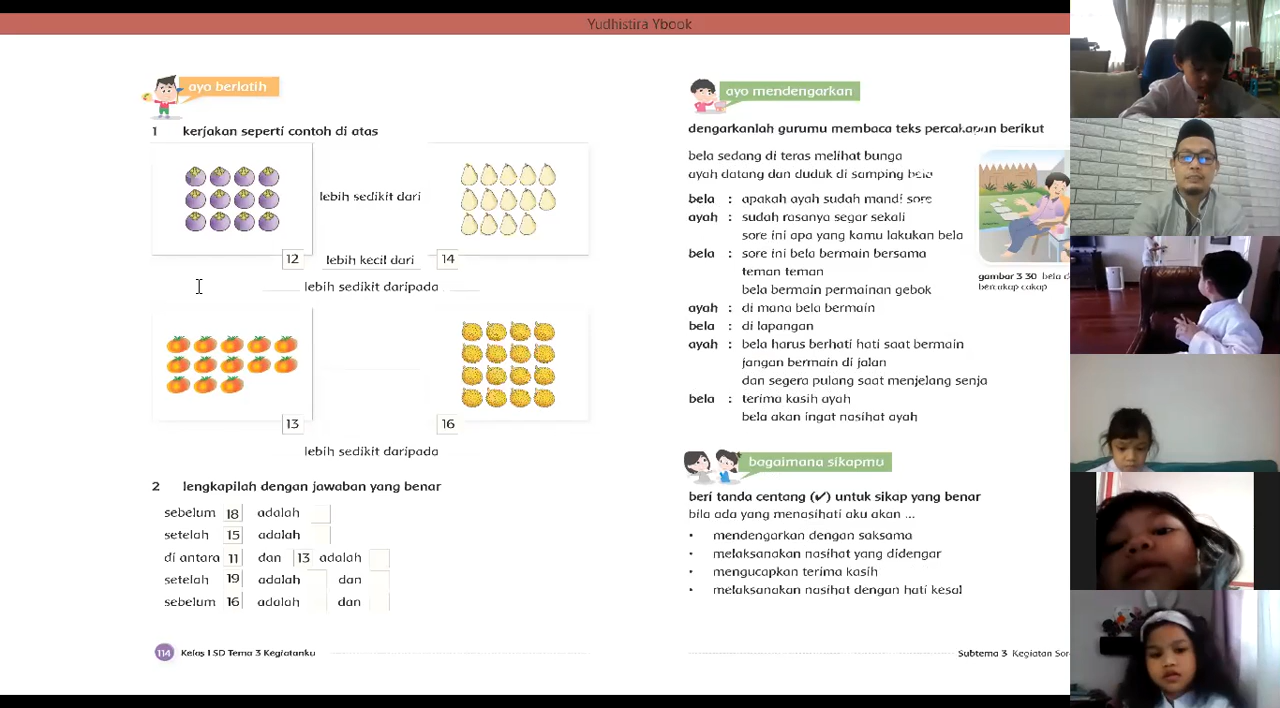 Yudhistira Ybook
ayo berlatih
1 kerjakan seperti contoh di atas
lebih sedikit dari
12 lebih kecil dari 14
lebih sedikit daripada
13 16
lebih sedikit daripada
2 lengkapilah dengan jawaban yang benar
sebelum 18 adalah
setelah 15 adalah
di antara 11 dan 13 adalah
setelah 19 adalah dan
sebelum 16 adalah dan
114 Kelas I SD Tema 3 Kegiatanku
ayo mendengarkan
dengarkanlah gurumu membaca teks percakapan berikut
bela sedang di teras melihat bunga
ayah datang dan duduk di samping bela
bela : apakah ayah sudah mandi sore
ayah : sudah rasanya segar sekali
sore ini apa yang kamu lakukan bela
bela : sore ini bela bermain bersama
teman teman
bela bermain permainan gebok
ayah : di mana bela bermain
bela : di lapangan
ayah : bela harus berhati hati saat bermain
jangan bermain di jalan
dan segera pulang saat menjelang senja
bela : terima kasih ayah
bela akan ingat nasihat ayah
gambar 3 30 bela d
bercakap cakap
bagaimana sikapmu
beri tanda centang (✓) untuk sikap yang benar
bila ada yang menasihati aku akan ...
• mendengarkan dengan saksama
• melaksanakan nasihat yang didengar
• mengucapkan terima kasih
• melaksanakan nasihat dengan hati kesal
Subtema 3 Kegiatan Sor